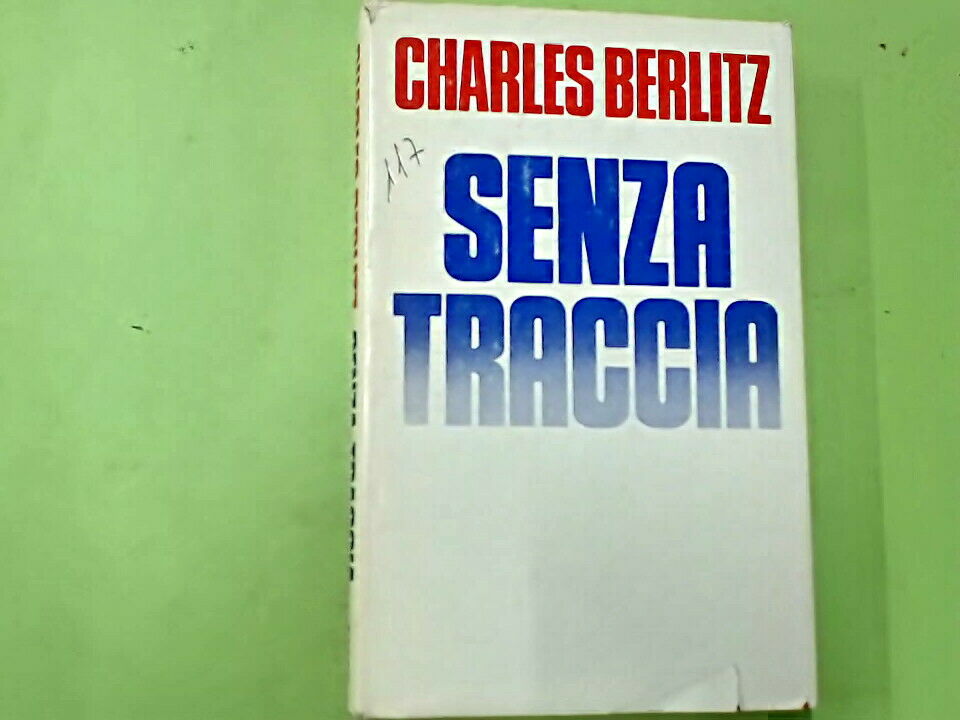 CHARLES BERLITZ
117
SENZA
TRACCIA